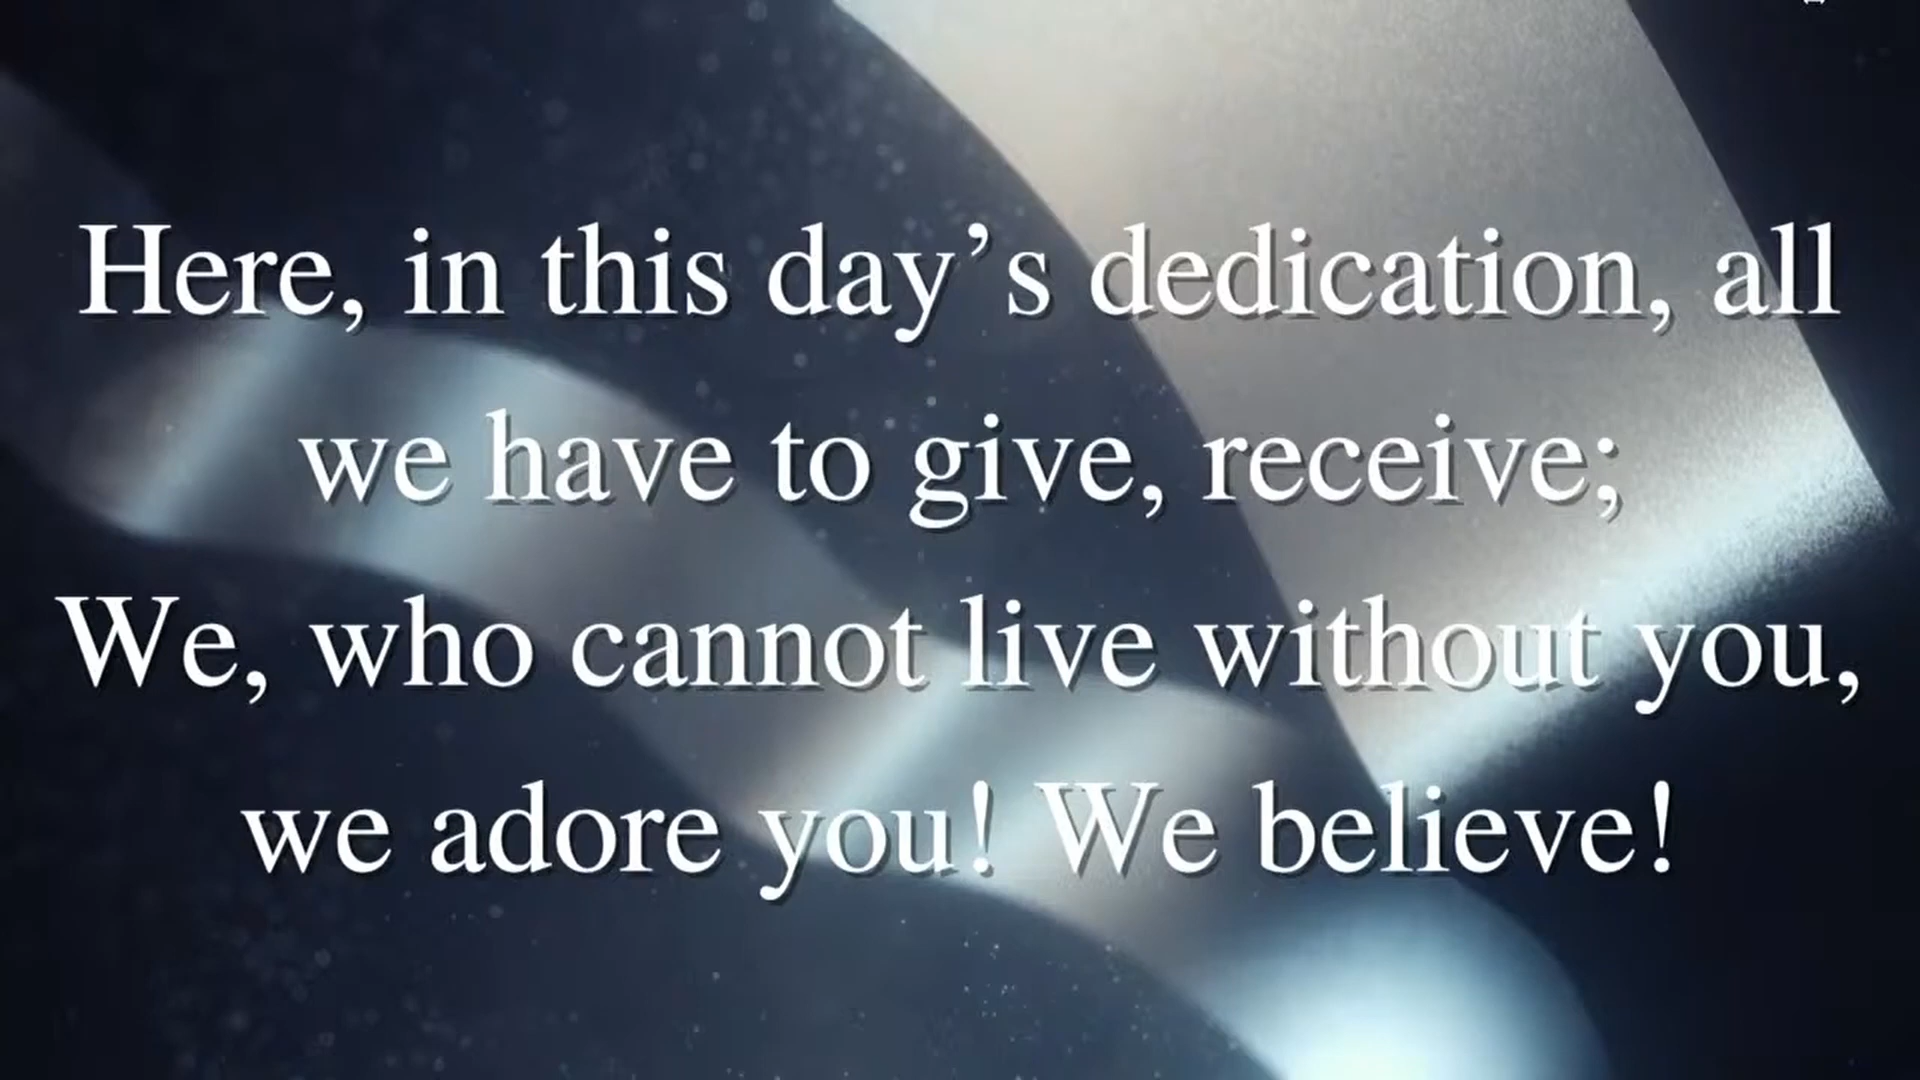 Here, in this day’s dedication, all
we have to give, receive;
We, who cannot live without you,
we adore you! We believe!